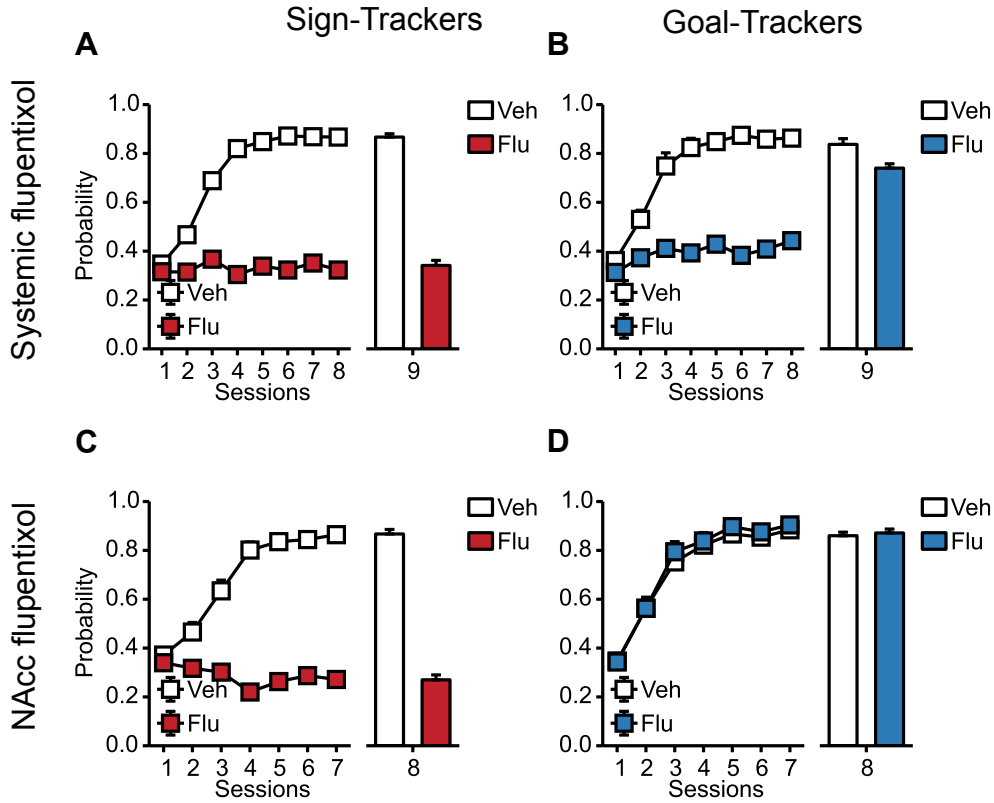 Sign-Trackers
Goal-Trackers
A
B
Systemic flupentixol
Probability
1.0
0.8
0.6
0.4
0.2
0.0
Veh
Flu
1 2 3 4 5 6 7 8
Sessions
9
Veh
Flu
1.0
0.8
0.6
0.4
0.2
0.0
Veh
Flu
1 2 3 4 5 6 7 8
Sessions
9
Veh
Flu
C
D
NAcc flupentixol
Probability
1.0
0.8
0.6
0.4
0.2
0.0
Veh
Flu
1 2 3 4 5 6 7
Sessions
8
Veh
Flu
1.0
0.8
0.6
0.4
0.2
0.0
Veh
Flu
1 2 3 4 5 6 7
Sessions
8
Veh
Flu